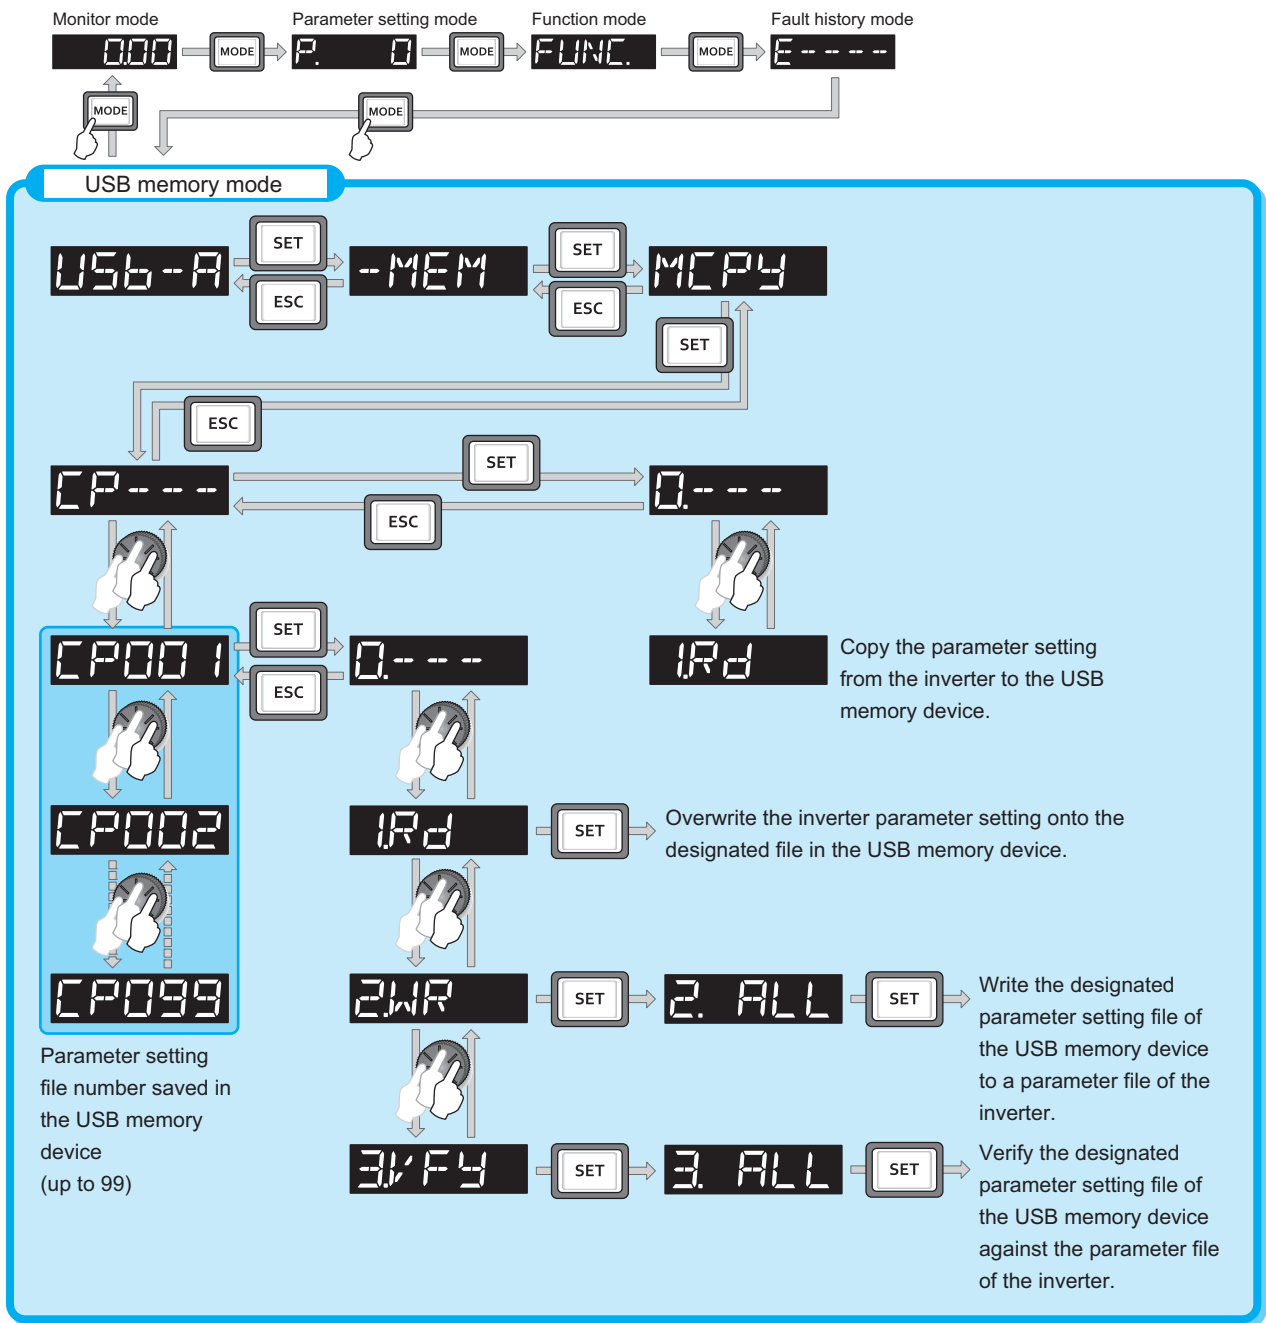 Monitor mode
Parameter setting mode
Function mode
Fault history mode
0.00
MODE
P. 0
MODE
FUNC.
MODE
E-----
MODE
MODE
USB memory mode
USb-A
SET
ESC
-MEM
SET
ESC
MCPY
SET
ESC
CP---
SET
ESC
0.---
CP001
SET
ESC
0.---
1.Rd
Copy the parameter setting
from the inverter to the USB
memory device.
CP002
1.Rd
SET
Overwrite the inverter parameter setting onto the
designated file in the USB memory device.
CP099
2.WR
SET
2. ALL
SET
Write the designated
parameter setting file of
the USB memory device
to a parameter file of the
inverter.
Parameter setting
file number saved in
the USB memory
device
(up to 99)
3.VFY
SET
3. ALL
SET
Verify the designated
parameter setting file of
the USB memory device
against the parameter file
of the inverter.